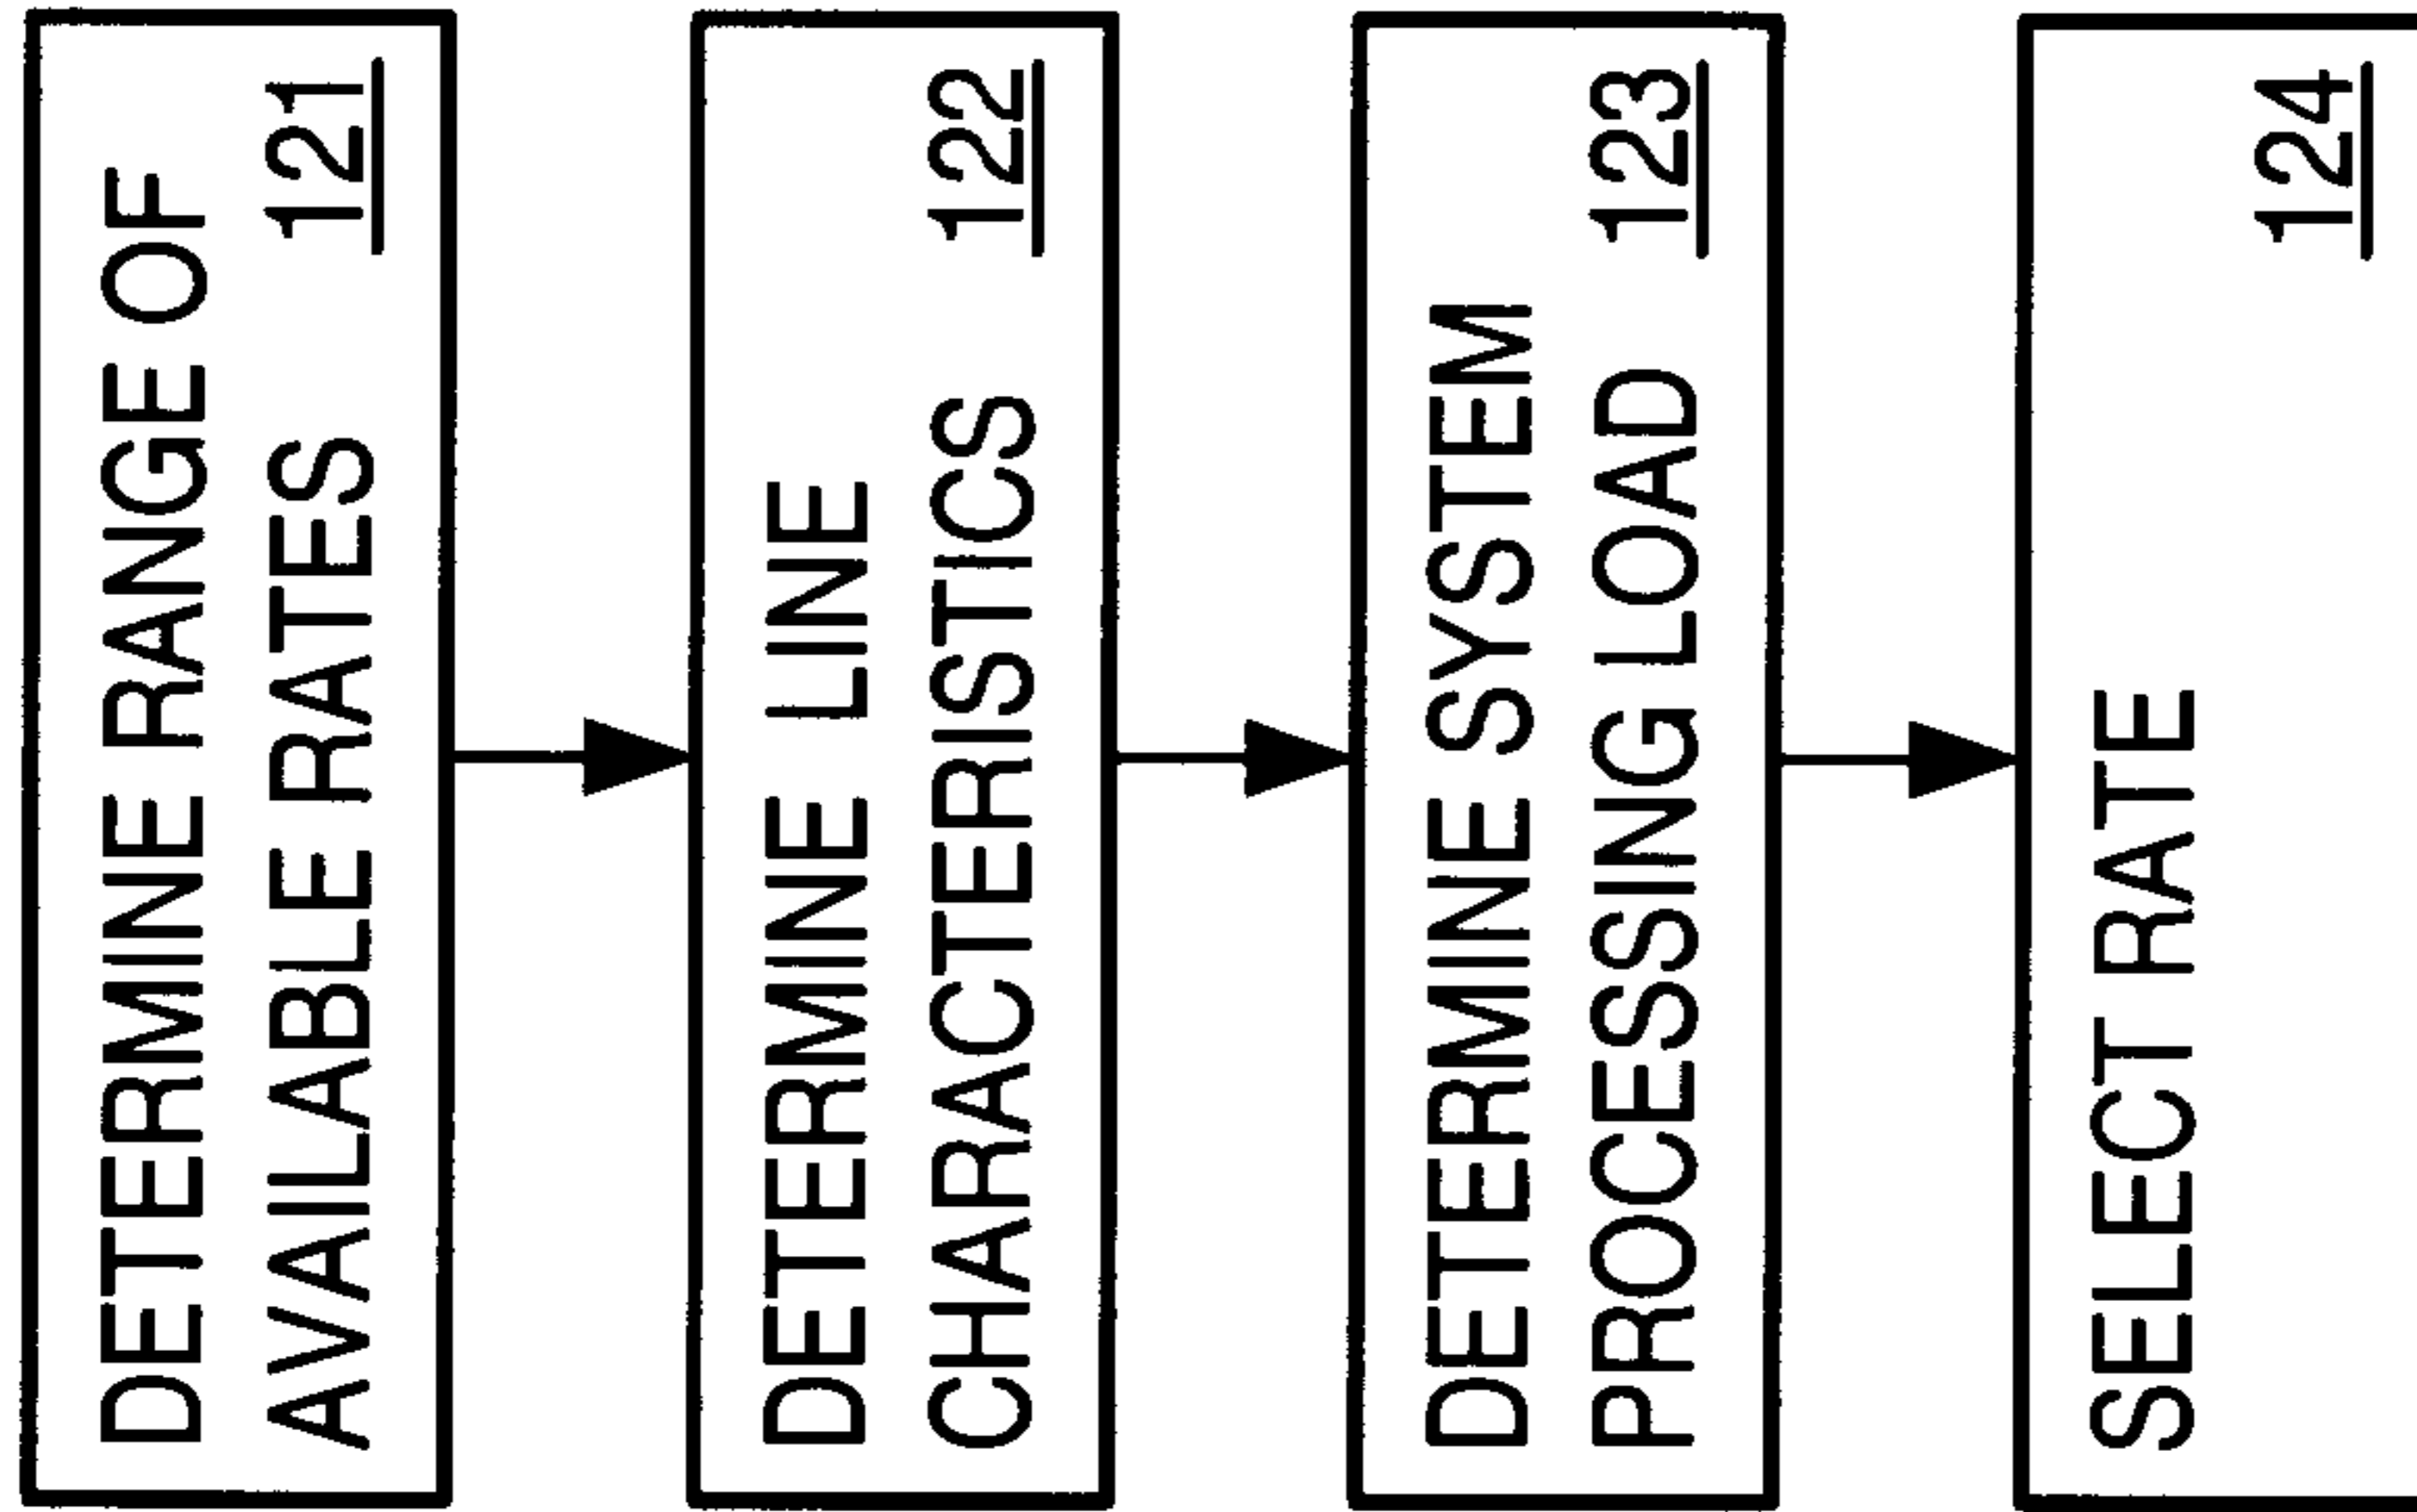 DETERMINE RANGE OF
AVAILABLE RATES 121
DETERMINE LINE
CHARACTERISTICS 122
DETERMINE SYSTEM
PROCESSING LOAD 123
SELECT RATE
124